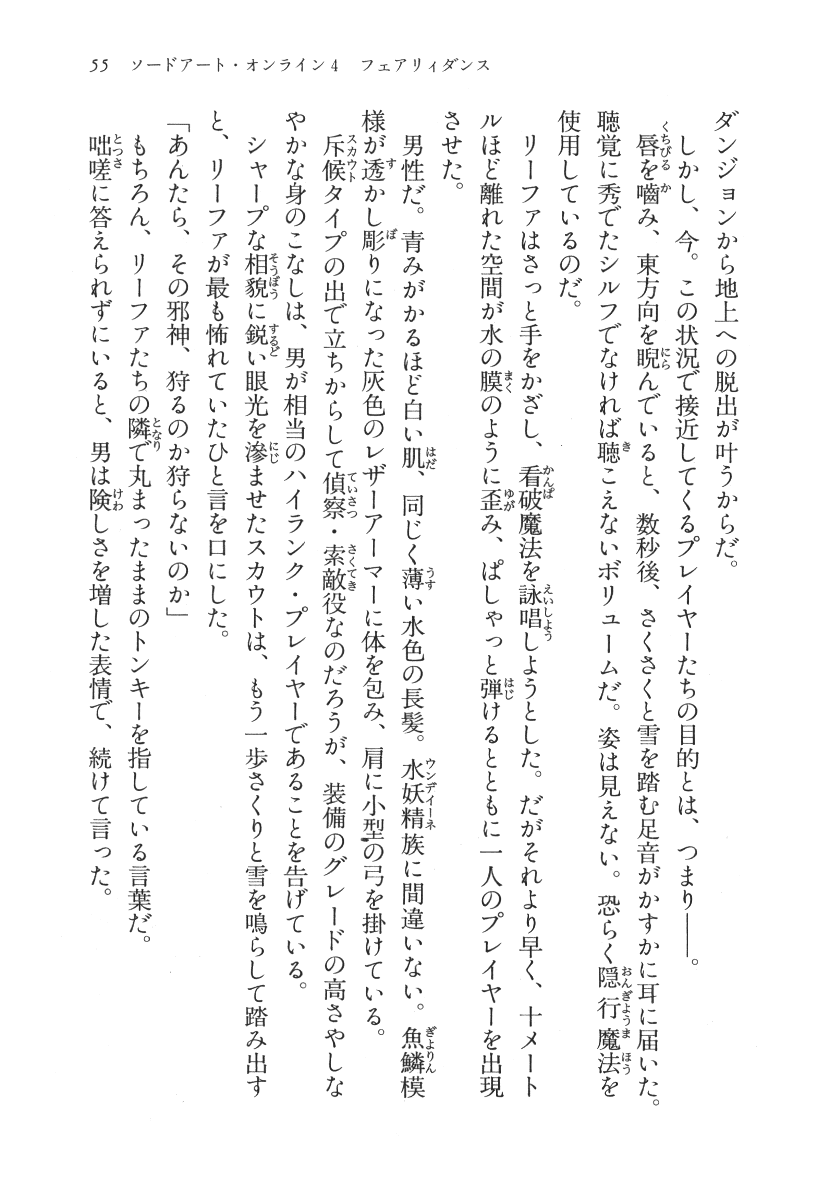 55 ソードアート・オンライン4 フェアリィダンス
ダンジョンから地上への脱出が叶うからだ。
しかし、今。この状況で接近してくるプレイヤーたちの目的とは、つまり――。
唇を嚙み、東方向を睨んでいると、数秒後、さくさくと雪を踏む足音がかすかに耳に届いた。
聴覚に秀でたシルフでなければ聴こえないボリュームだ。姿は見えない。恐らく隠行魔法を
使用しているのだ。
リーファはさっと手をかざし、看破魔法を詠唱しようとした。だがそれより早く、十メート
ルほど離れた空間が水の膜のように歪み、ぱしゃっと弾けるとともに一人のプレイヤーを出現
させた。
男性だ。青みがかるほど白い肌、同じく薄い水色の長髪。水妖精族に間違いない。魚鱗模
様が透かし彫りになった灰色のレザーアーマーに体を包み、肩に小型の弓を掛けている。
斥候タイプの出で立ちからして偵察・索敵役なのだろうが、装備のグレードの高さやしな
やかな身のこなしは、男が相当のハイランク・プレイヤーであることを告げている。
シャープな相貌に鋭い眼光を滲ませたスカウトは、もう一歩さくりと雪を鳴らして踏み出す
と、リーファが最も怖れていたひと言を口にした。
「あんたら、その邪神、狩るのか狩らないのか」
もちろん、リーファたちの隣で丸まったままのトンキーを指している言葉だ。
咄嗟に答えられずにいると、男は険しさを増した表情で、続けて言った。